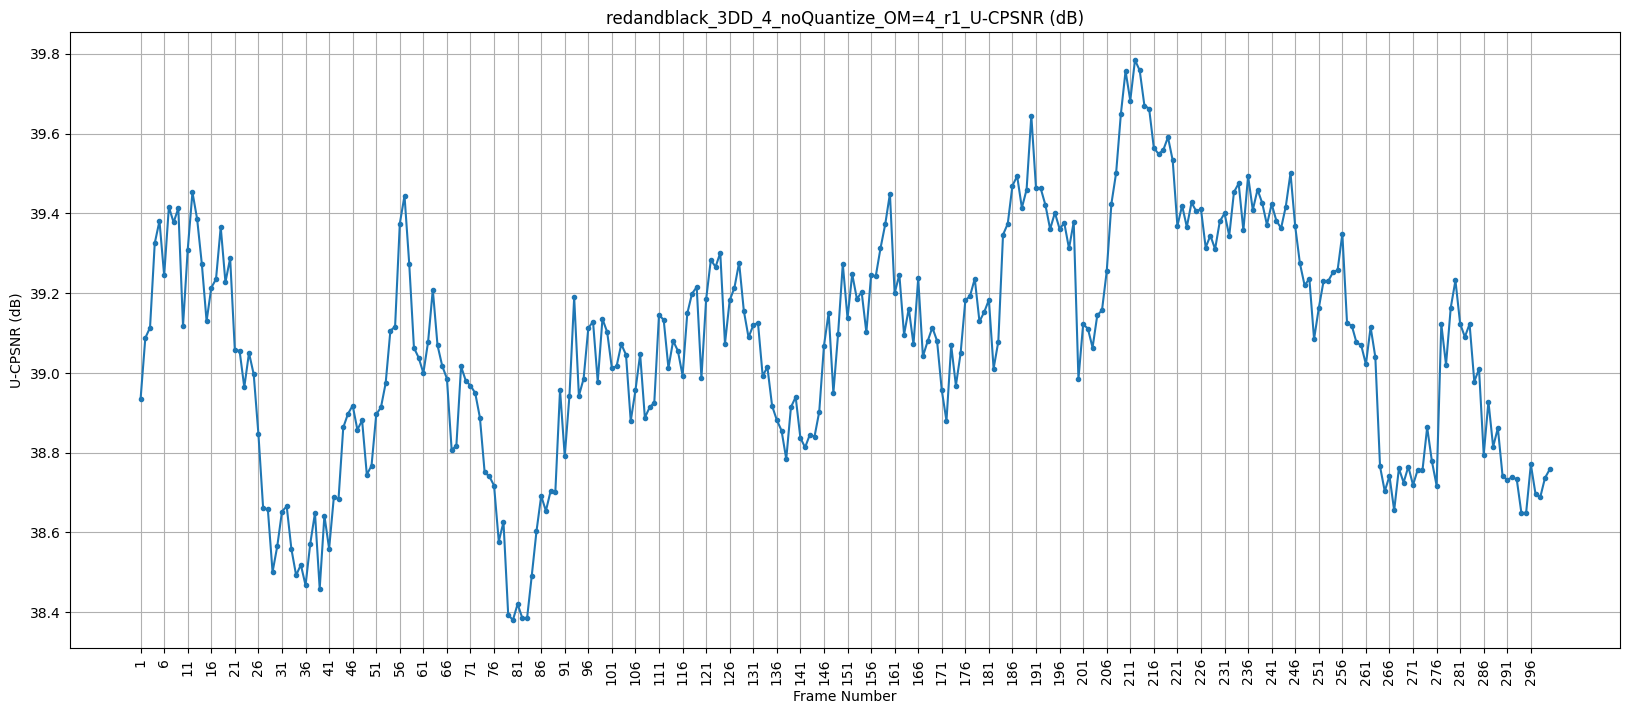 redandblack_3DD_4_noQuantize_OM=4_r1_U-CPSNR (dB)
U-CPSNR (dB)
39.8
39.6
39.4
39.2
39.0
38.8
38.6
38.4
1 6 11 16 21 26 31 36 41 46 51 56 61 66 71 76 81 86 91 96 101 106 111 116 121 126 131 136 141 146 151 156 161 166 171 176 181 186 191 196 201 206 211 216 221 226 231 236 241 246 251 256 261 266 271 276 281 286 291 296
Frame Number